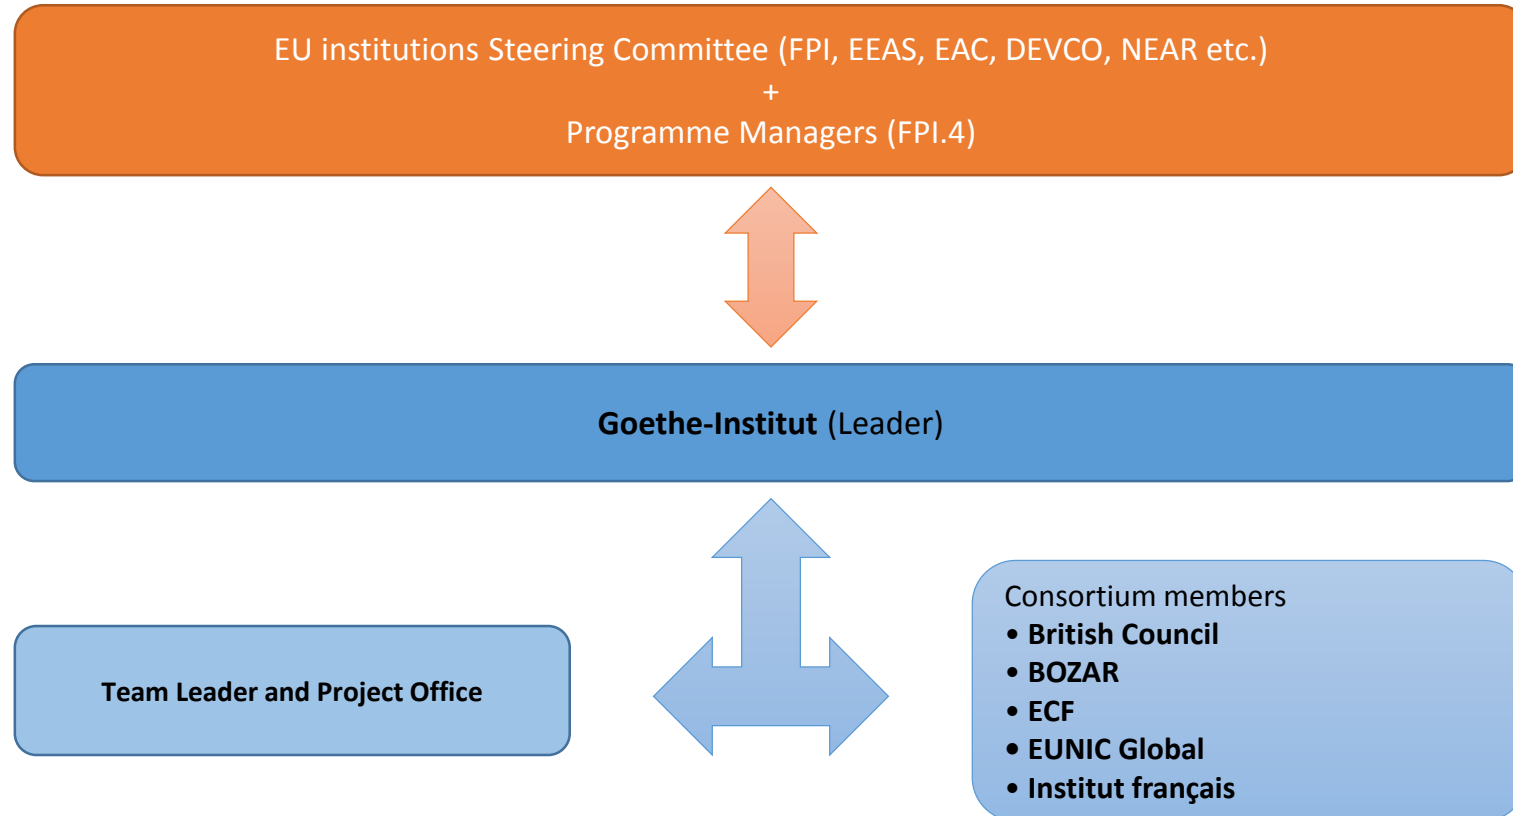 EU institutions Steering Committee (FPI, EEAS, EAC, DEVCO, NEAR etc.)
+
Programme Managers (FPI.4)
Goethe-Institut (Leader)
Team Leader and Project Office
Consortium members
• British Council
• BOZAR
• ECF
• EUNIC Global
• Institut français